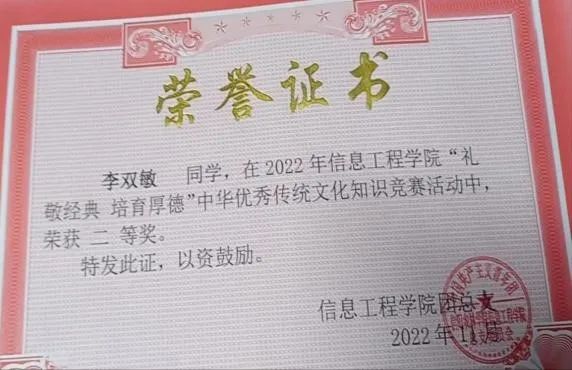 荣誉证书
李双敏 同学，在2022年信息工程学院“礼
敬经典 培育厚德”中华优秀传统文化知识竞赛活动中，
荣获 二 等奖。
特发此证，以资鼓励。
信息工程学院团总支
2022年11月